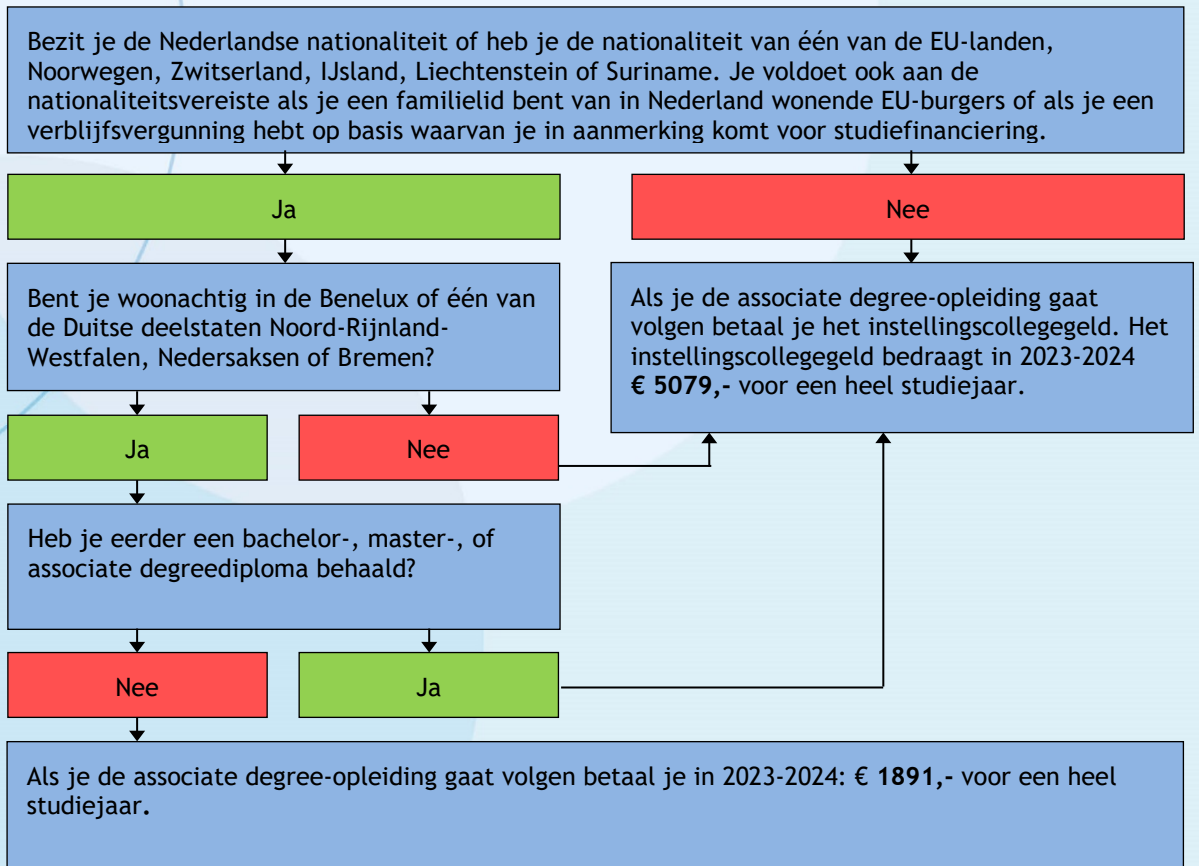 Bezit je de Nederlandse nationaliteit of heb je de nationaliteit van één van de EU-landen,
Noorwegen, Zwitserland, IJsland, Liechtenstein of Suriname. Je voldoet ook aan de
nationaliteitsvereiste als je een familielid bent van in Nederland wonende EU-burgers of als je een
verblijfsvergunning hebt op basis waarvan je in aanmerking komt voor studiefinanciering.
Ja
Nee
Bent je woonachtig in de Benelux of één van
de Duitse deelstaten Noord-Rijnland-
Westfalen, Nedersaksen of Bremen?
Als je de associate degree-opleiding gaat
volgen betaal je het instellingscollegegeld. Het
instellingscollegegeld bedraagt in 2023-2024
€ 5079,- voor een heel studiejaar.
Ja
Nee
Heb je eerder een bachelor-, master-, of
associate degreediploma behaald?
Nee
Ja
Als je de associate degree-opleiding gaat volgen betaal je in 2023-2024: € 1891,- voor een heel
studiejaar.